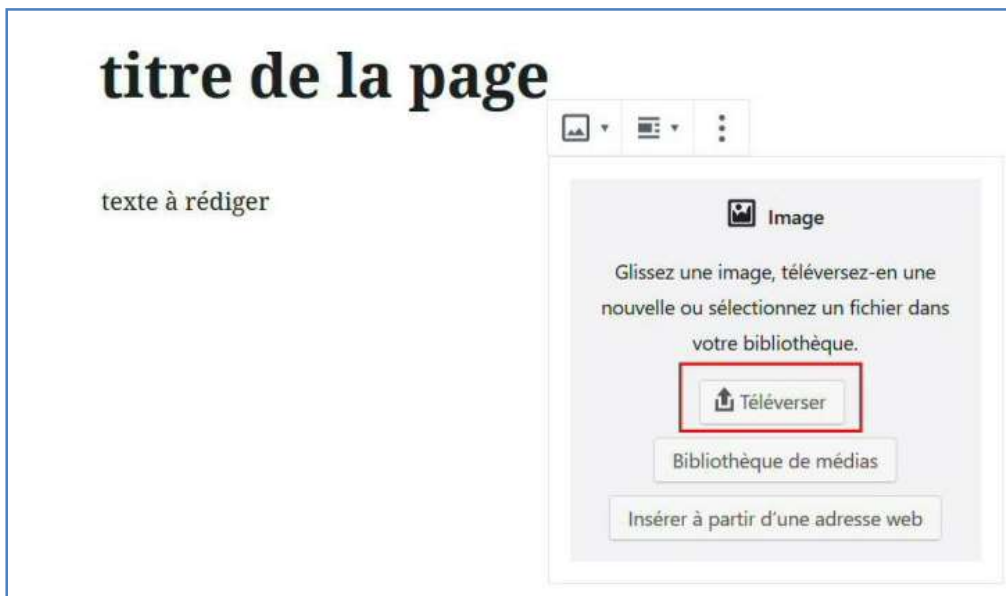 titre de la page
texte à rédiger
Image
Glissez une image, téléversez-en une
nouvelle ou sélectionnez un fichier dans
votre bibliothèque.
Téléverser
Bibliothèque de médias
Insérer à partir d'une adresse web